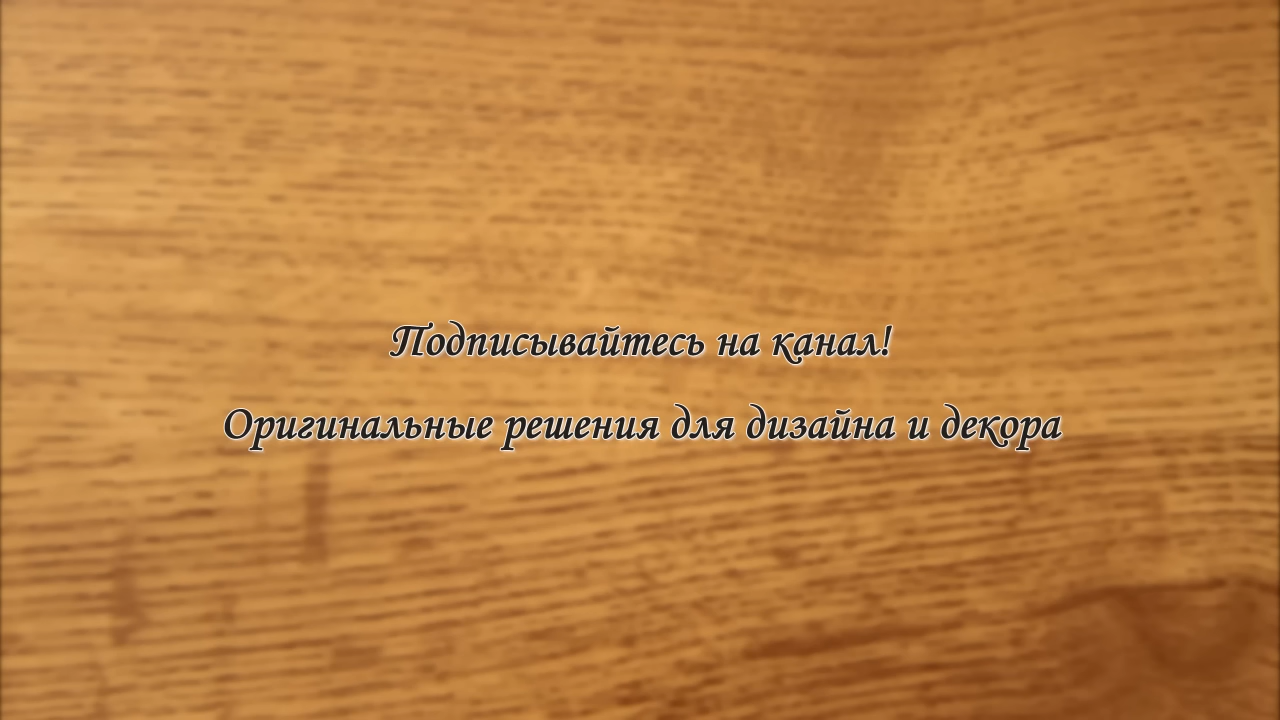 Подписывайтесь на канал!
Оригинальные решения для дизайна и декора